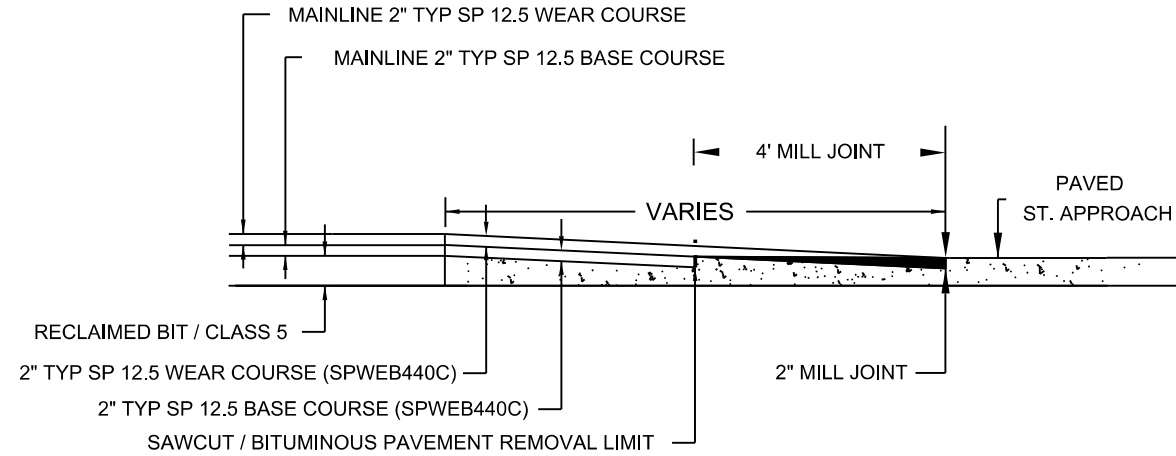 MAINLINE 2" TYP SP 12.5 WEAR COURSE
MAINLINE 2" TYP SP 12.5 BASE COURSE
4' MILL JOINT
PAVED
ST. APPROACH
VARIES
RECLAIMED BIT / CLASS 5
2" TYP SP 12.5 WEAR COURSE (SPWEB440C)
2" MILL JOINT
2" TYP SP 12.5 BASE COURSE (SPWEB440C)
SAWCUT / BITUMINOUS PAVEMENT REMOVAL LIMIT